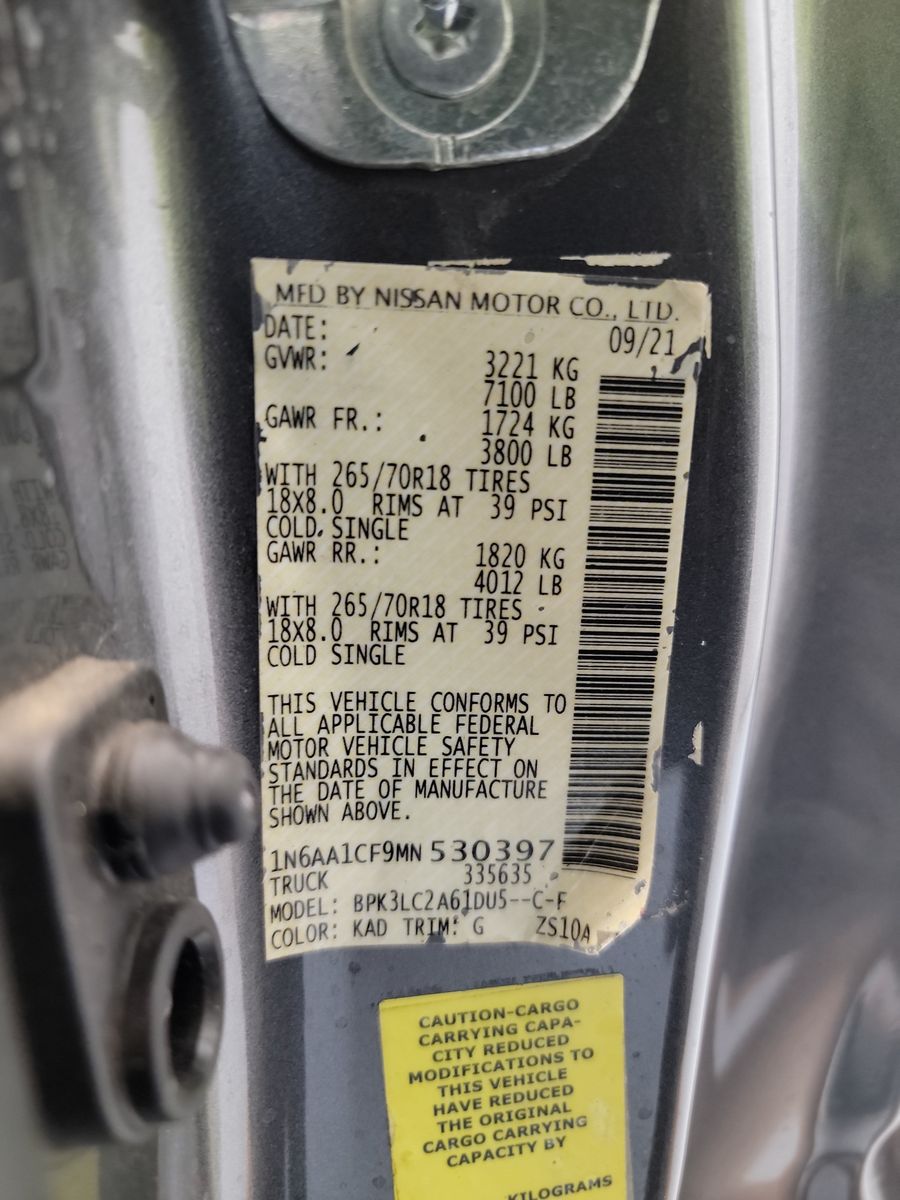 MFD BY NISSAN MOTOR CO., LTD.
DATE: 09/21
GVWR: 3221 KG
7100 LB
GAWR FR.: 1724 KG
3800 LB
WITH 265/70R18 TIRES
18X8.0 RIMS AT 39 PSI
COLD SINGLE
GAWR RR.: 1820 KG
4012 LB
WITH 265/70R18 TIRES
18X8.0 RIMS AT 39 PSI
COLD SINGLE
THIS VEHICLE CONFORMS TO
ALL APPLICABLE FEDERAL
MOTOR VEHICLE SAFETY
STANDARDS IN EFFECT ON
THE DATE OF MANUFACTURE
SHOWN ABOVE.
1N6AA1CF9MN 530397
TRUCK 335635
MODEL: BPK3LC2A61DU5--C-F
COLOR: KAD TRIM: G ZS10A
CAUTION-CARGO
CARRYING CAPA-
CITY REDUCED
MODIFICATIONS TO
THIS VEHICLE
HAVE REDUCED
THE ORIGINAL
CARGO CARRYING
CAPACITY BY
KILOGRAMS